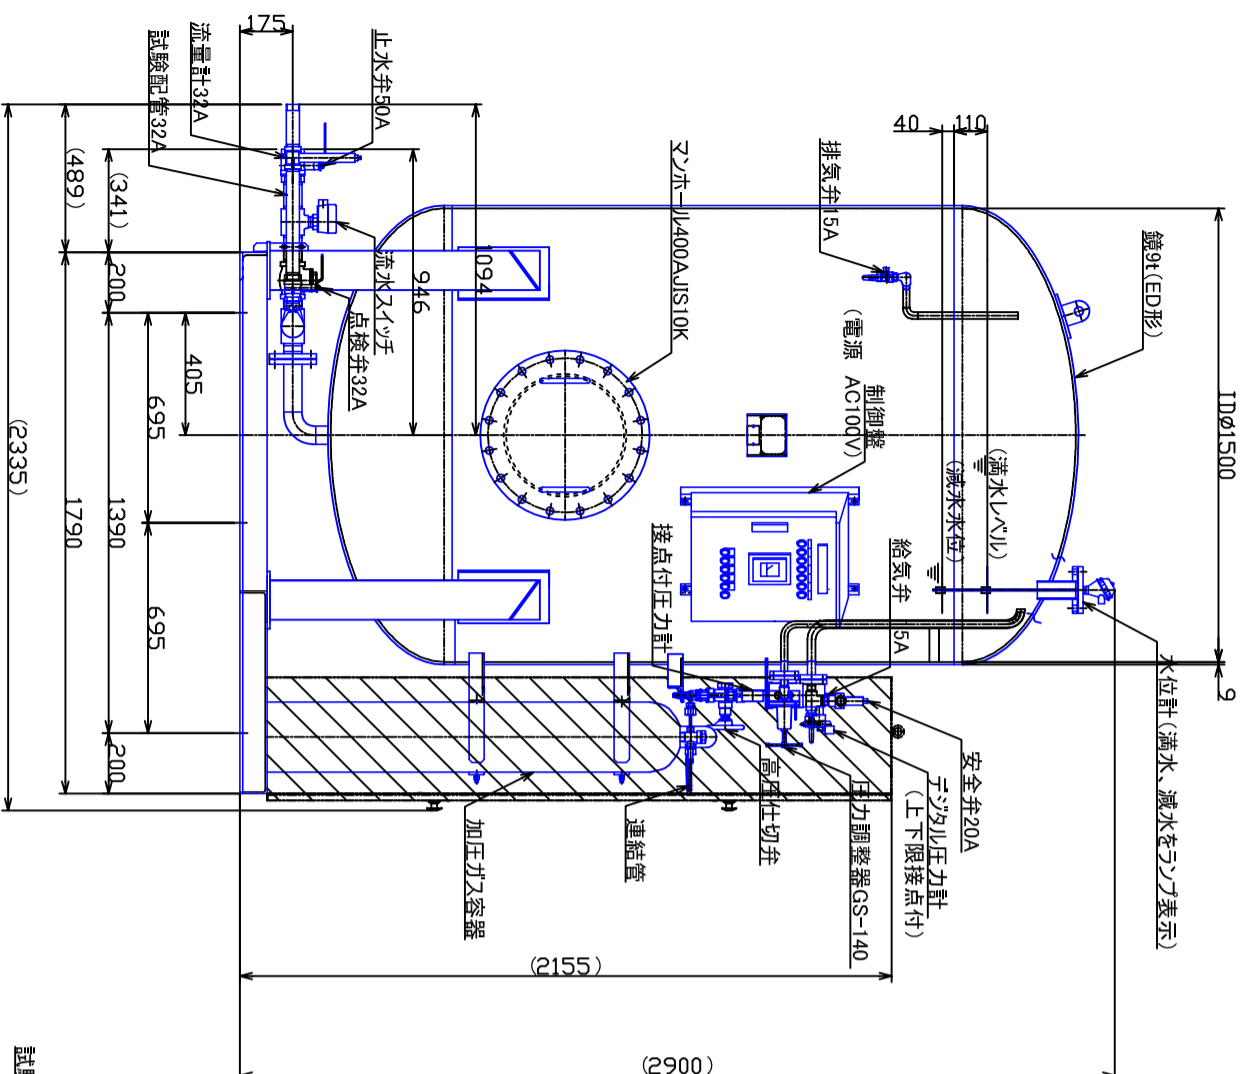 175
止水弁50A
流量計32A
試験配管32A
(489)
(341)
200
流水スイッチ
点検弁32A
946
1094
405
695
1390
1790
695
200
(2335)
マンホール400AJIS10K
40
110
排気弁15A
鏡9t(ED形)
IDφ1500
9
制御盤
(電源 AC100V)
(満水レベル)
(減水水位)
接点付圧力計
水位計(満水、減水をランプ表示)
安全弁20A
デジタル圧力計
(上下限接点付)
圧力調整器GS-140
高圧仕切弁
連結管
加圧ガス容器
(2155)
(2900)